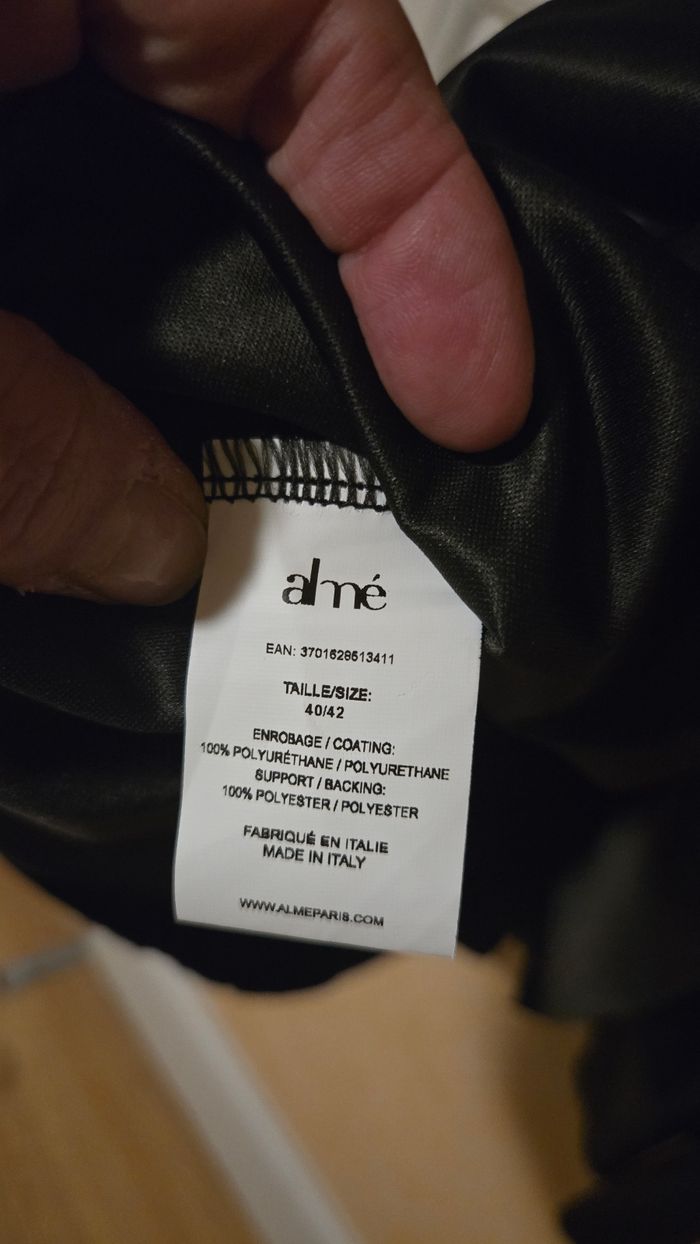 almé
EAN: 3701628613411
TAILLE/SIZE:
40/42
ENROBAGE / COATING:
100% POLYURÉTHANE / POLYURETHANE
SUPPORT / BACKING:
100% POLYESTER / POLYESTER
FABRIQUÉ EN ITALIE
MADE IN ITALY
WWW.ALMEPARIS.COM